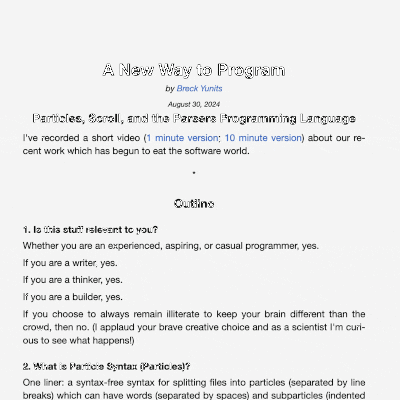 A New Way to Program
by Breck Yunits
August 30, 2024
Particles, Scroll, and the Parsers Programming Language
I've recorded a short video (1 minute version; 10 minute version) about our re-
cent work which has begun to eat the software world.
*
Outline
1. Is this stuff relevant to you?
Whether you are an experienced, aspiring, or casual programmer, yes.
If you are a writer, yes.
If you are a thinker, yes.
If you are a builder, yes.
If you choose to always remain illiterate to keep your brain different than the
crowd, then no. (I applaud your brave creative choice and as a scientist I'm curi-
ous to see what happens!)
2. What is Particle Syntax (Particles)?
One liner: a syntax-free syntax for splitting files into particles (separated by line
breaks) which can have words (separated by spaces) and subparticles (indented